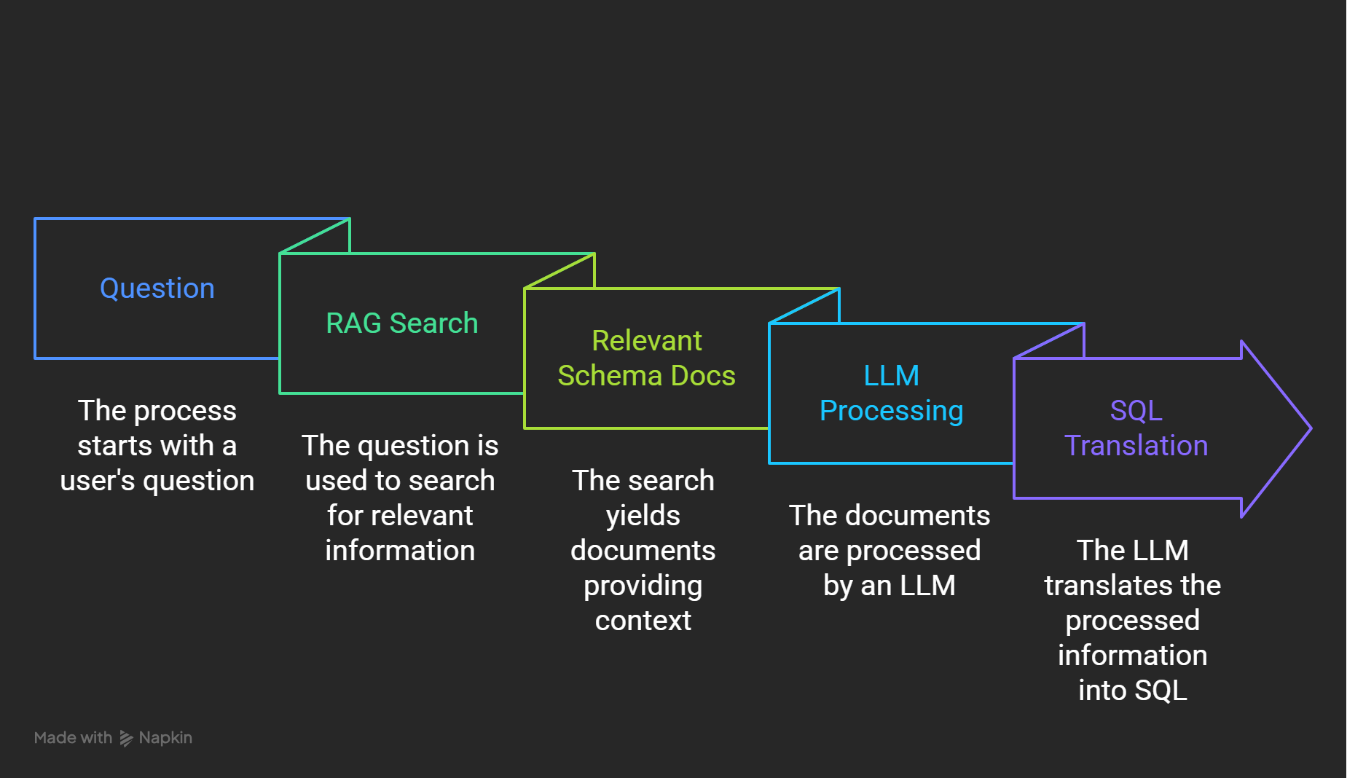 Question
RAG Search
Relevant
Schema Docs
LLM
Processing
SQL
Translation
The process
starts with a
user's question
The question is
used to search
for relevant
information
The search
yields
documents
providing
context
The documents
are processed
by an LLM
The LLM
translates the
processed
information
into SQL
Made with Napkin